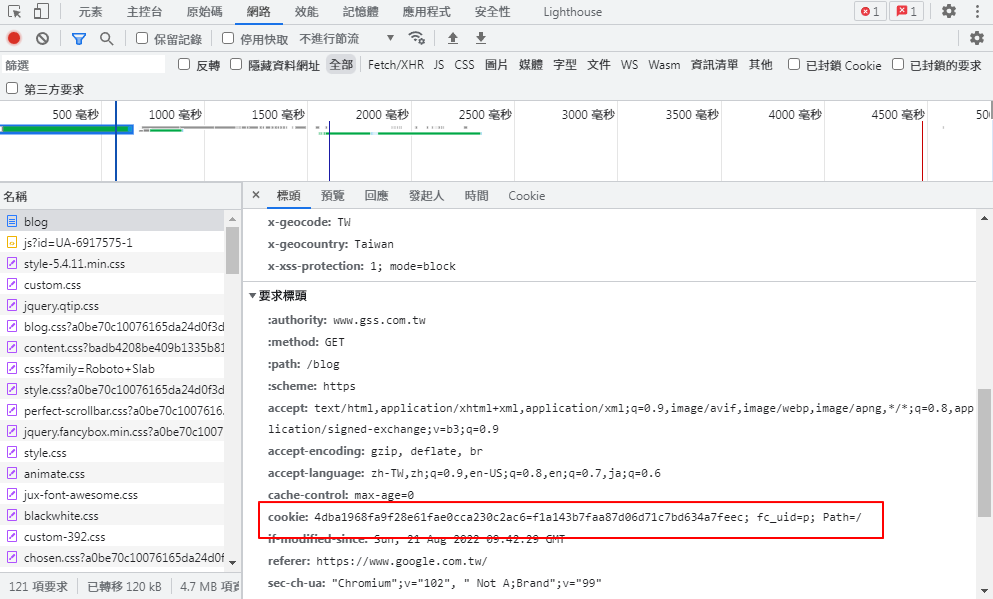 元素 主控台 原始碼 網路 效能 記憶體 應用程式 安全性 Lighthouse 1 1
保留記錄 停用快取 不進行節流
篩選 反轉 隱藏資料網址 全部 Fetch/XHR JS CSS 圖片 媒體 字型 文件 WS Wasm 資訊清單 其他 已封鎖 Cookie 已封鎖的要求
第三方要求
500 毫秒 1000 毫秒 1500 毫秒 2000 毫秒 2500 毫秒 3000 毫秒 3500 毫秒 4000 毫秒 4500 毫秒 500
名稱
blog
js?id=UA-6917575-1
style-5.4.11.min.css
custom.css
jquery.qtip.css
blog.css?a0be70c10076165da24d0f3d
content.css?badb4208be409b1335b81
css?family=Roboto+Slab
style.css?a0be70c10076165da24d0f3d
perfect-scrollbar.css?a0be70c1007616.
jquery.fancybox.min.css?a0be70c1007
style.css
animate.css
jux-font-awesome.css
blackwhite.css
custom-392.css
chosen.css?a0be70c10076165da24d0f
121 項要求 已轉移 120 kB 4.7 MB 項資
× 標頭 預覽 回應 發起人 時間 Cookie
x-geocode: TW
x-geocountry: Taiwan
x-xss-protection: 1; mode=block
要求標頭
:authority: www.gss.com.tw
:method: GET
:path: /blog
:scheme: https
accept: text/html,application/xhtml+xml,application/xml;q=0.9,image/avif,image/webp,image/apng,*/*;q=0.8,app
lication/signed-exchange;v=b3;q=0.9
accept-encoding: gzip, deflate, br
accept-language: zh-TW,zh;q=0.9,en-US;q=0.8,en;q=0.7,ja;q=0.6
cache-control: max-age=0
cookie: 4dba1968fa9f28e61fae0cca230c2ac6=f1a143b7faa87d06d71c7bd634a7feec; fc_uid=p; Path=/
if-modified-since: Sun, 21 Aug 2022 09:42:29 GMT
referer: https://www.google.com.tw/
sec-ch-ua: "Chromium";v="102", " Not A;Brand";v="99"